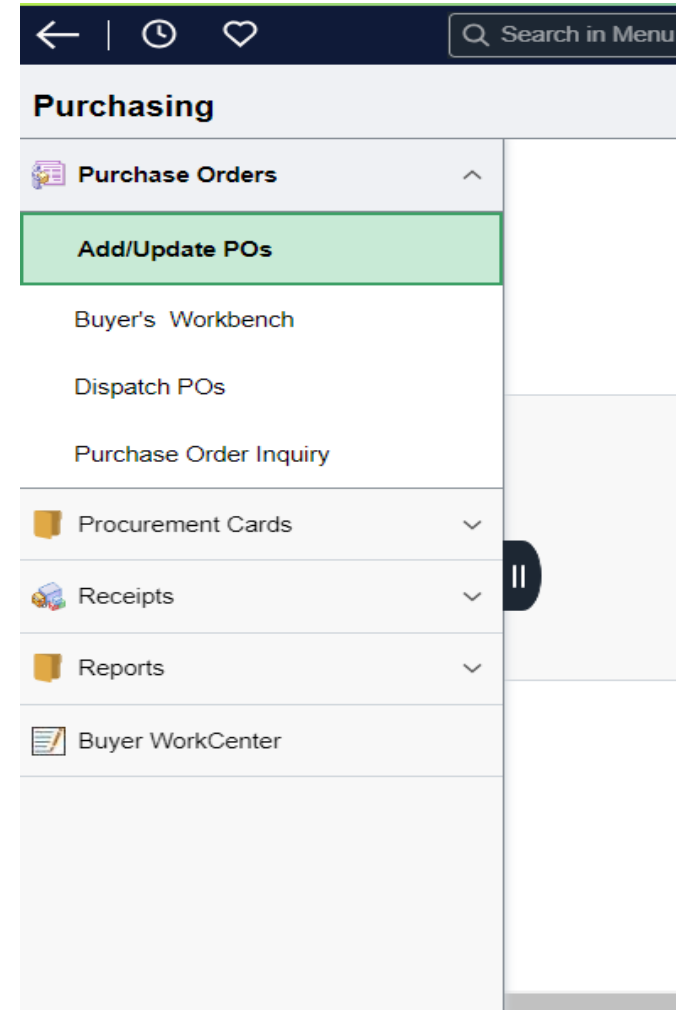 Search in Menu
Purchasing
Purchase Orders
Add/Update POs
Buyer's Workbench
Dispatch POs
Purchase Order Inquiry
Procurement Cards
Receipts
Reports
Buyer WorkCenter